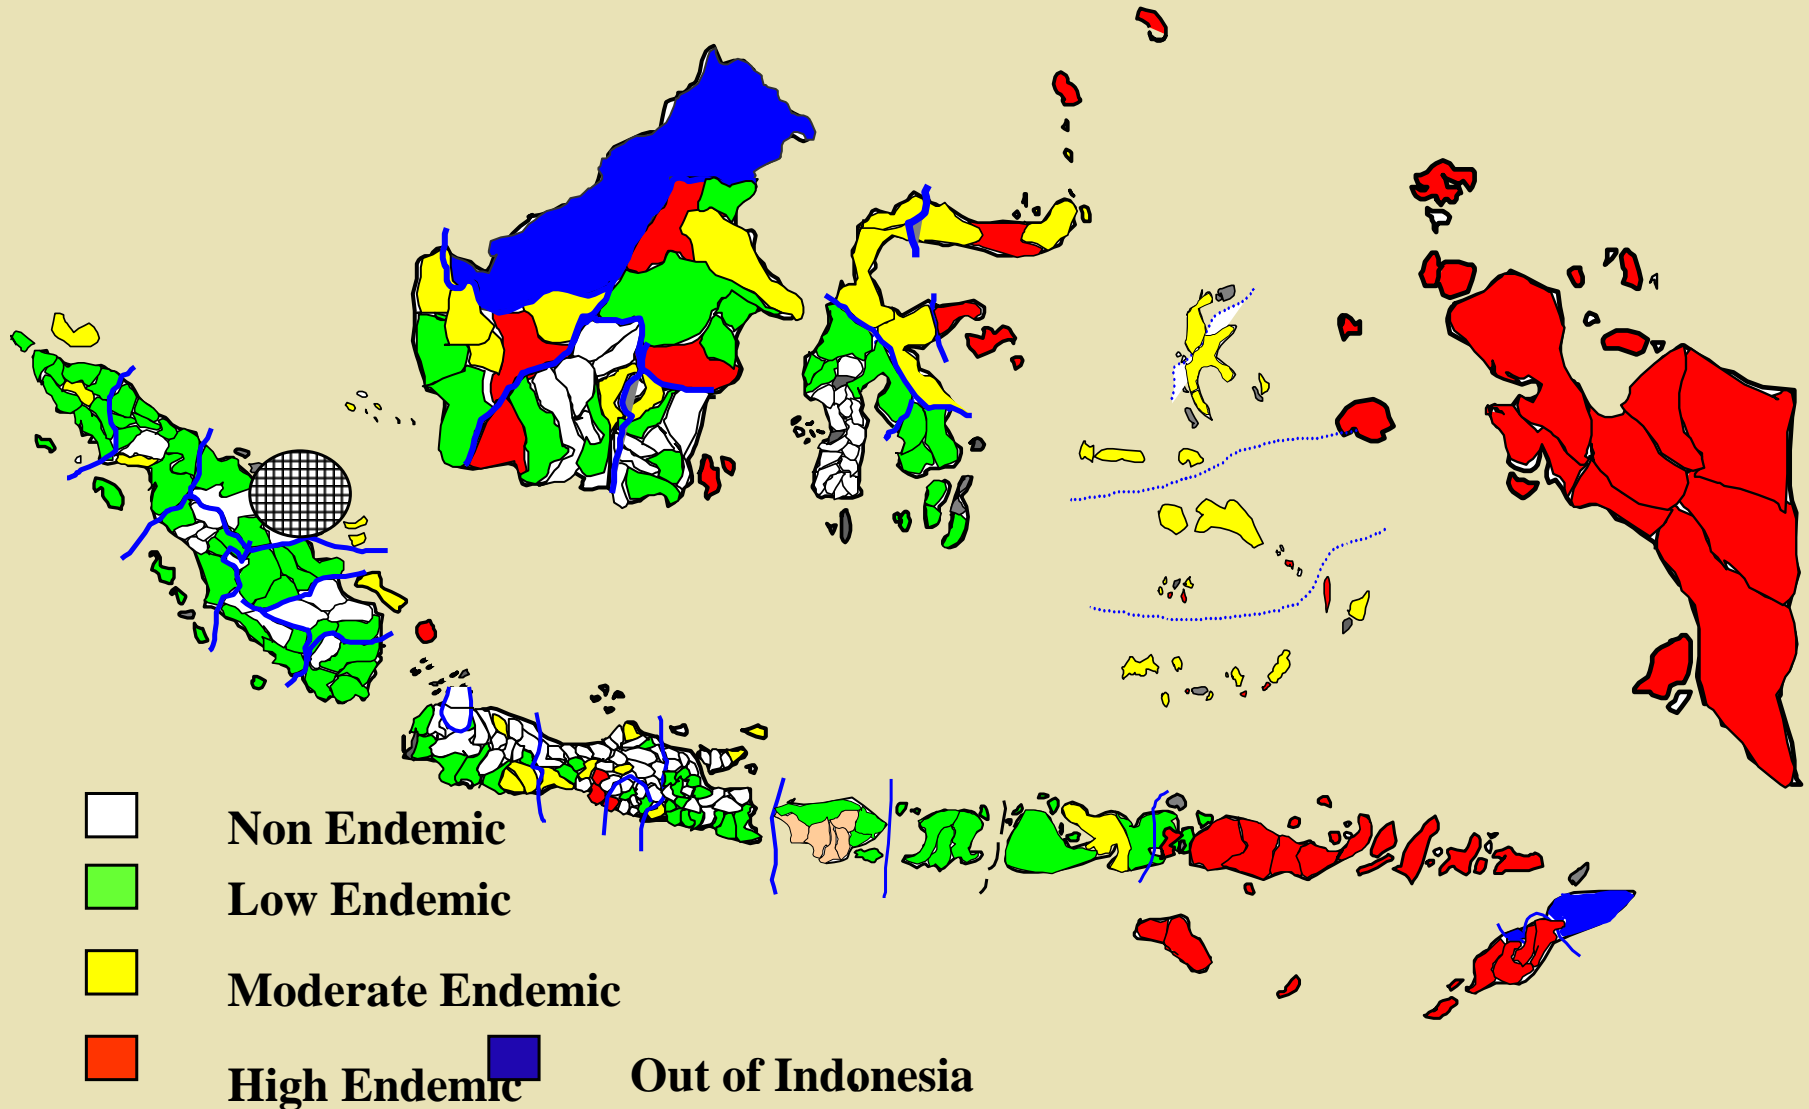 Non Endemic
Low Endemic
Moderate Endemic
High Endemic
Out of Indonesia